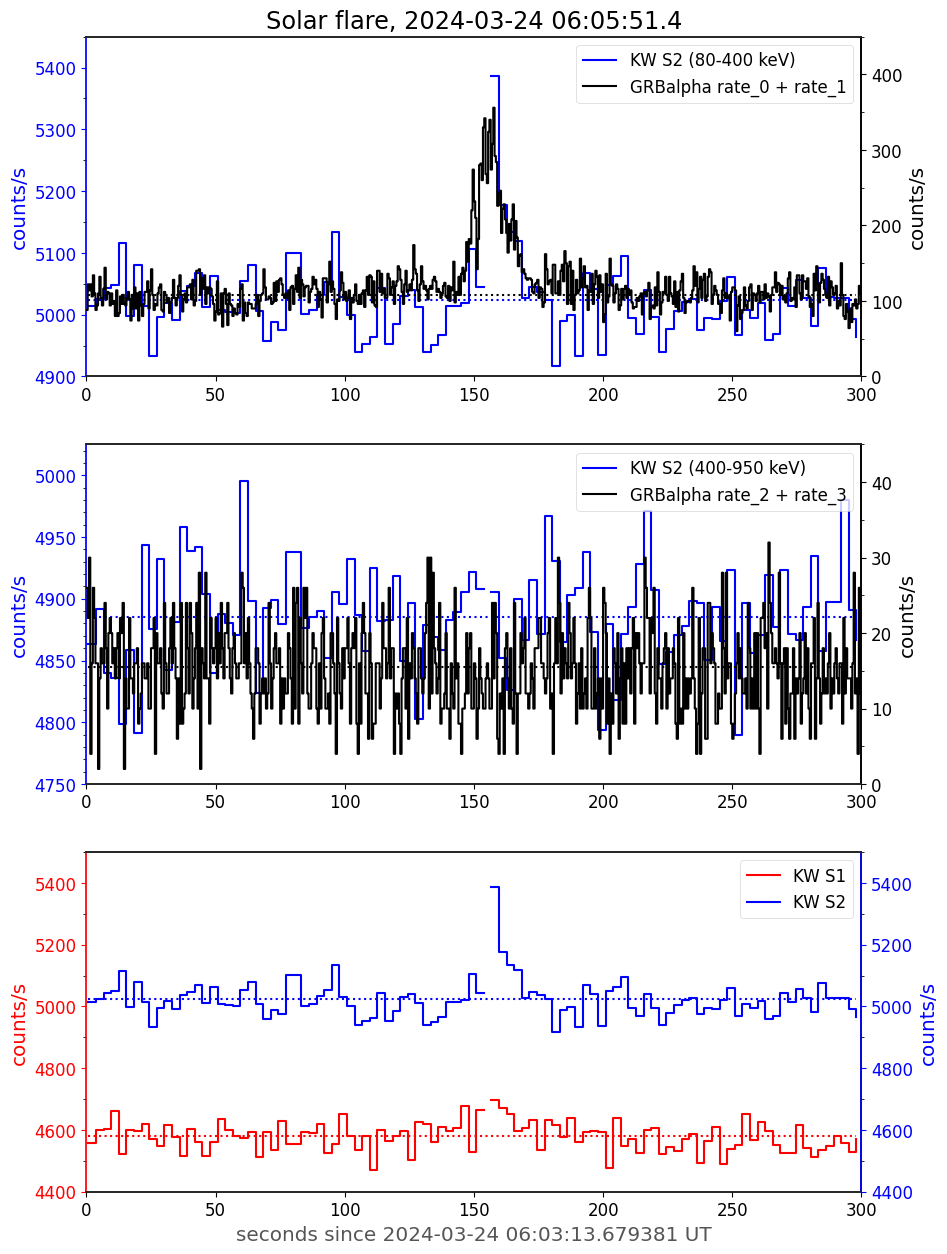 Solar flare, 2024-03-24 06:05:51.4
KW S2 (80-400 keV)
GRBalpha rate_0 + rate_1
counts/s
5400
5300
5200
5100
5000
4900
400
300
200
100
0
counts/s
0 50 100 150 200 250 300
KW S2 (400-950 keV)
GRBalpha rate_2 + rate_3
counts/s
5000
4950
4900
4850
4800
4750
40
30
20
10
0
counts/s
0 50 100 150 200 250 300
KW S1
KW S2
counts/s
5400
5200
5000
4800
4600
4400
5400
5200
5000
4800
4600
4400
counts/s
0 50 100 150 200 250 300
seconds since 2024-03-24 06:03:13.679381 UT